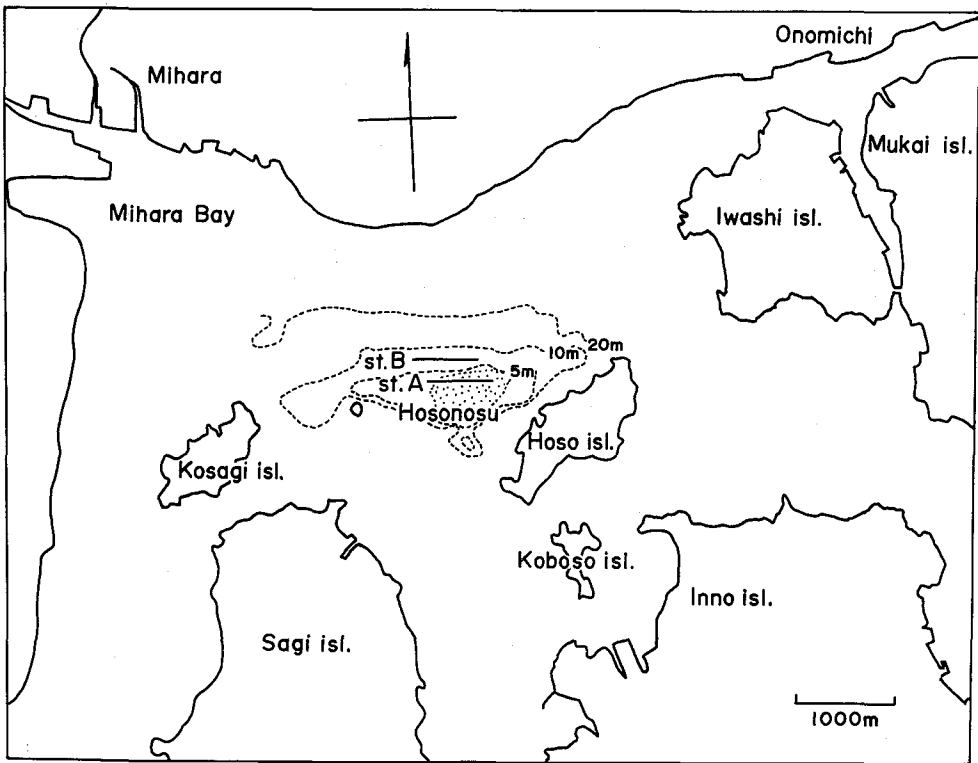 Onomichi
Mihara
Mukai isl.
Mihara Bay
Iwashi isl.
10m 20m
st.B
5m
st.A
Hosonosu
Hoso isl.
Kosagi isl.
Koboso isl.
Inno isl.
Sagi isl.
1000m